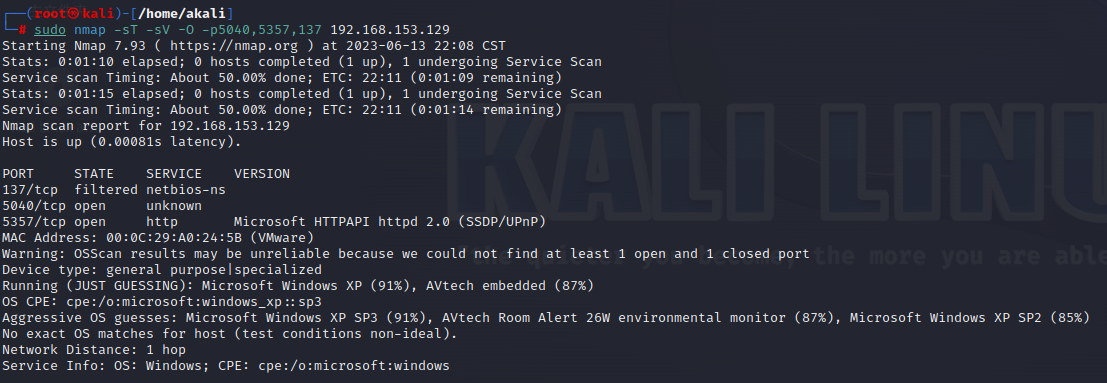 ┌──(root㉿kali)-[/home/akali]
└─# sudo nmap -sT -sV -O -p5040,5357,137 192.168.153.129
Starting Nmap 7.93 ( https://nmap.org ) at 2023-06-13 22:08 CST
Stats: 0:01:10 elapsed; 0 hosts completed (1 up), 1 undergoing Service Scan
Service scan Timing: About 50.00% done; ETC: 22:11 (0:01:09 remaining)
Stats: 0:01:15 elapsed; 0 hosts completed (1 up), 1 undergoing Service Scan
Service scan Timing: About 50.00% done; ETC: 22:11 (0:01:14 remaining)
Nmap scan report for 192.168.153.129
Host is up (0.00081s latency).
PORT     STATE    SERVICE    VERSION
137/tcp  filtered netbios-ns
5040/tcp open     unknown
5357/tcp open     http       Microsoft HTTPAPI httpd 2.0 (SSDP/UPnP)
MAC Address: 00:0C:29:A0:24:5B (VMware)
Warning: OSScan results may be unreliable because we could not find at least 1 open and 1 closed port
Device type: general purpose|specialized
Running (JUST GUESSING): Microsoft Windows XP (91%), AVtech embedded (87%)
OS CPE: cpe:/o:microsoft:windows_xp::sp3
Aggressive OS guesses: Microsoft Windows XP SP3 (91%), AVtech Room Alert 26W environmental monitor (87%), Microsoft Windows XP SP2 (85%)
No exact OS matches for host (test conditions non-ideal).
Network Distance: 1 hop
Service Info: OS: Windows; CPE: cpe:/o:microsoft:windows
KALI LINU
the more you are able